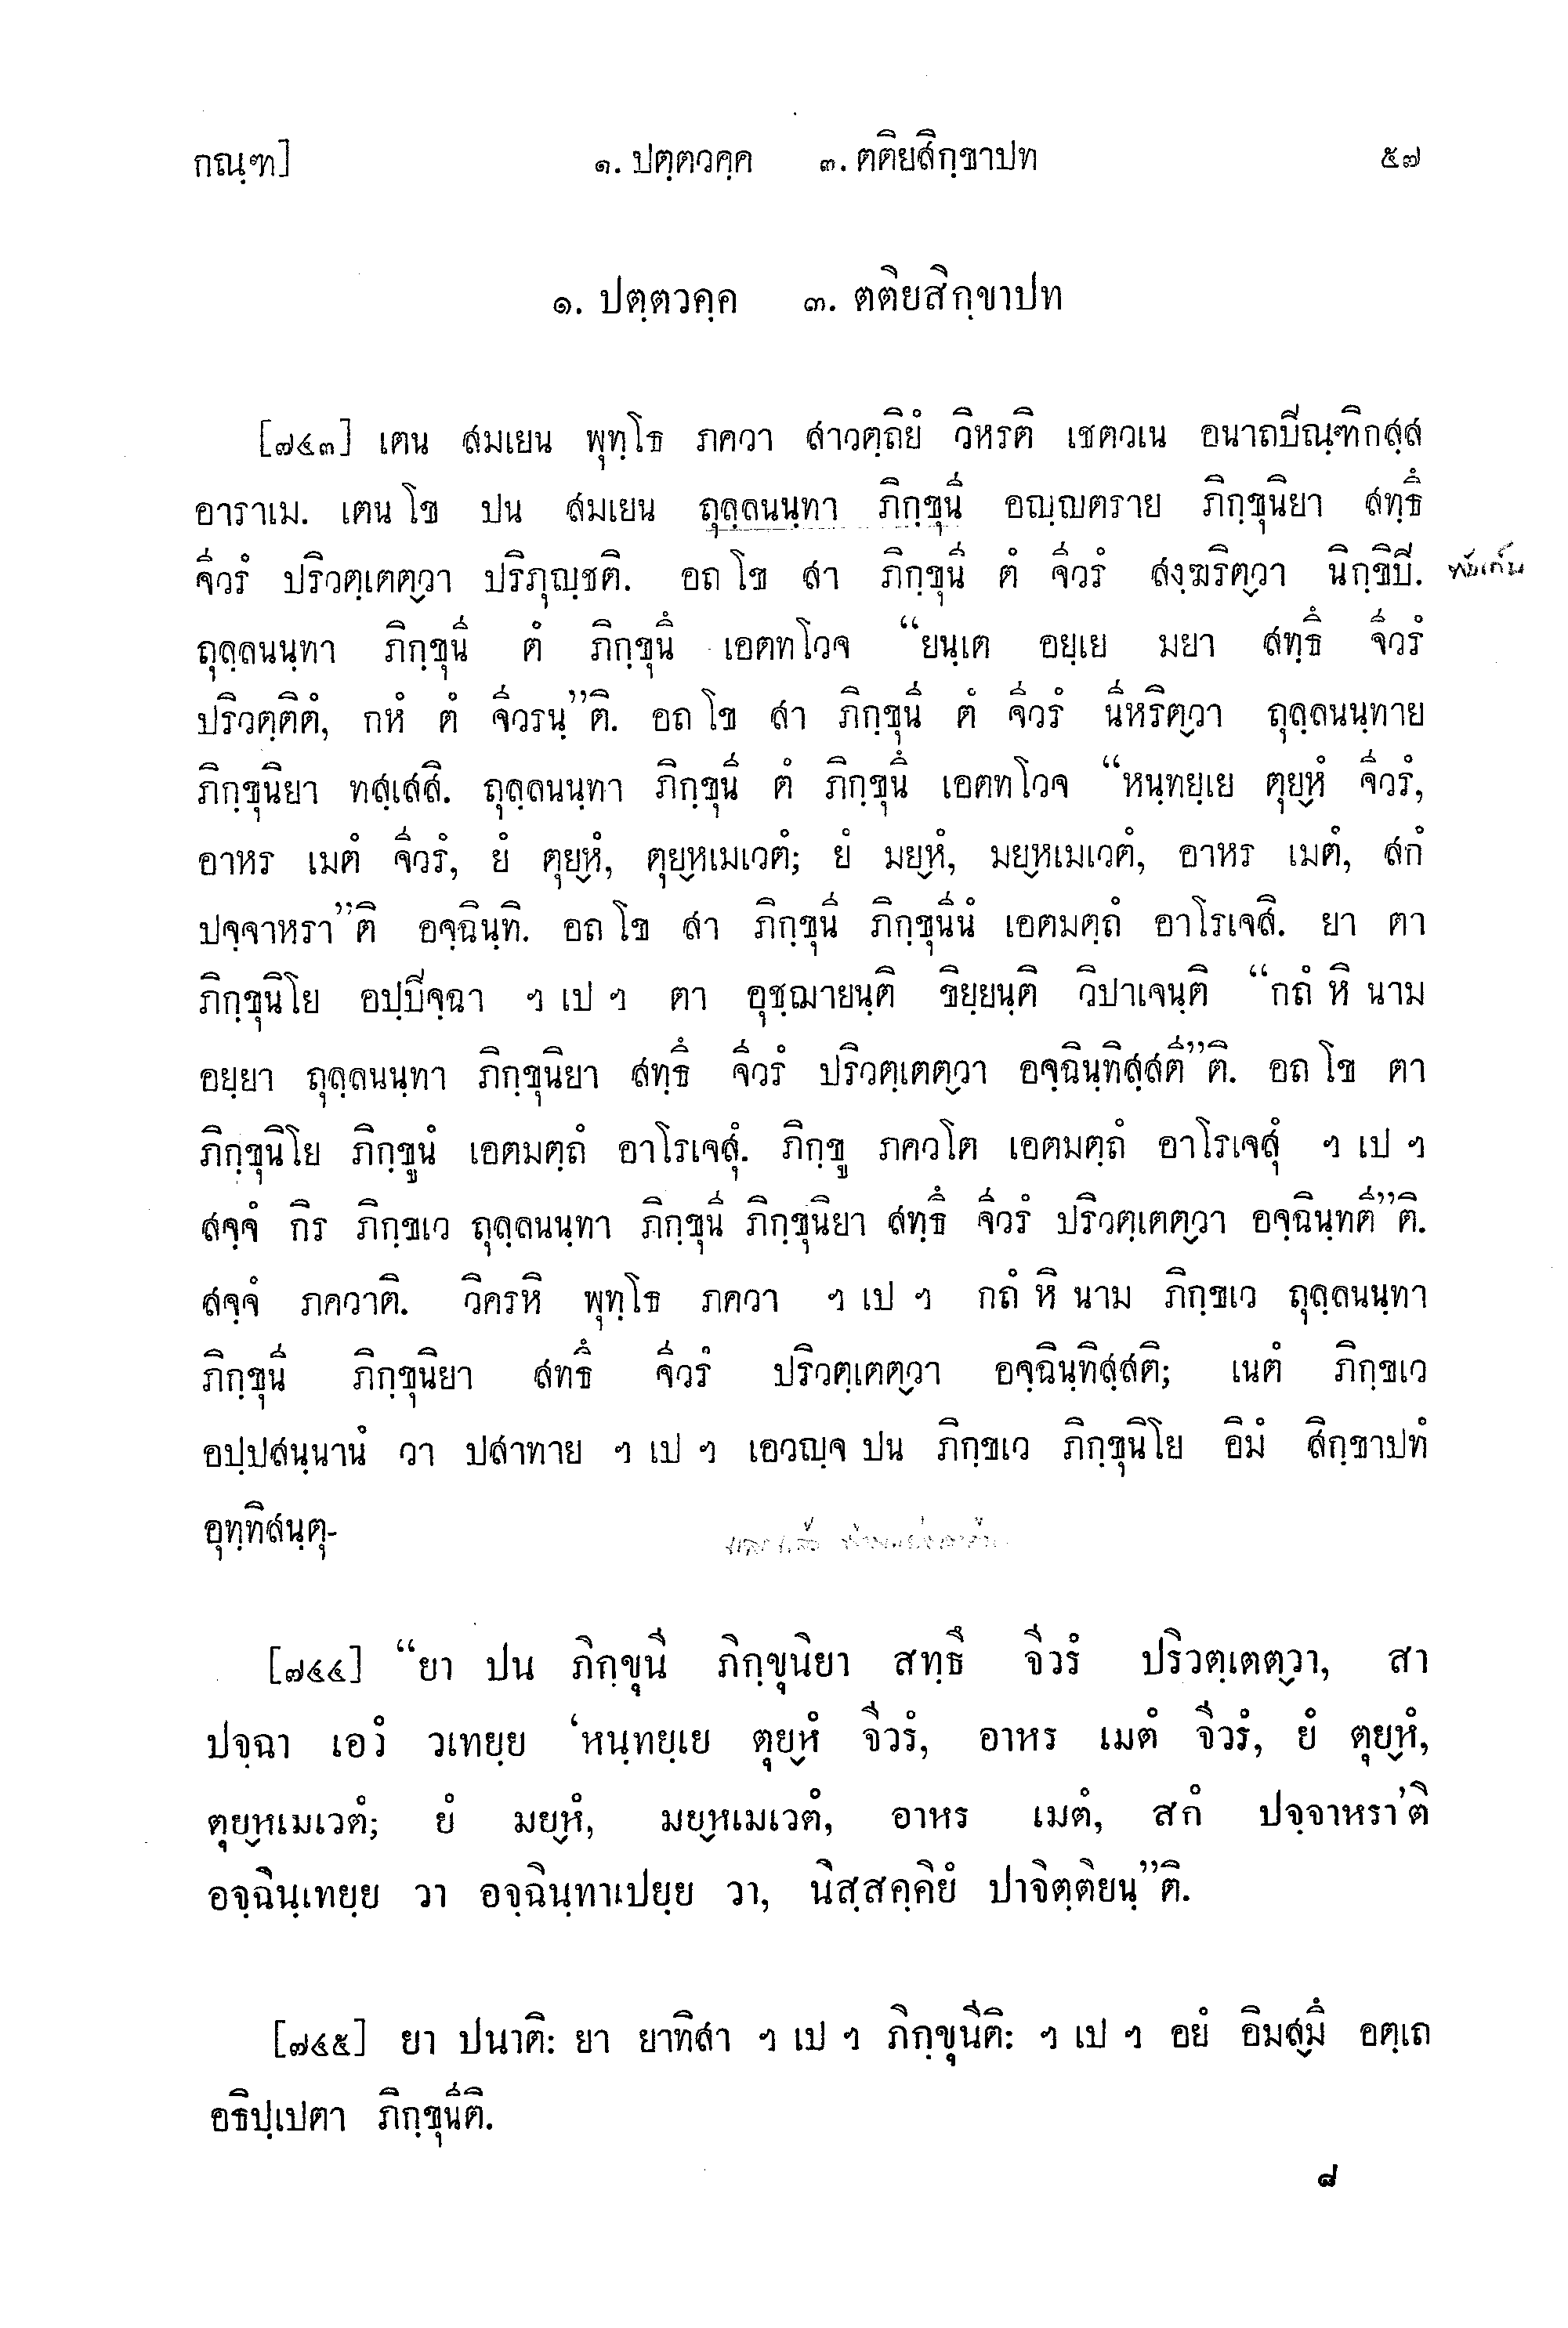 กณฺฑ]	๑. ปตฺตวคฺค	๓. ตติยสิกฺขาปท	๕๗
๑. ปตฺตวคฺค	๓. ตติยสิกฺขาปท
[๗๔๓] เตน สมเยน พุทฺโธ ภควา สาวตฺถิยํ วิหรติ เชตวเน อนาถปีณฺฑิกสฺส
อาราเม. เตน โข ปน สมเยน ถุลฺลนนฺทา ภิกฺขุนี อญฺญตราย ภิกฺขุนิยา สทฺธึ
จีวรํ ปริวตฺเตตฺวา ปริภุญฺชติ. อถ โข สา ภิกฺขุนี ตํ จีวรํ สงฺฆริตฺวา นิกฺขิปี. พับเก็บ
ถุลฺลนนฺทา ภิกฺขุนี ตํ ภิกฺขุนึ เอตทโวจ “ยนฺเต อยฺเย มยา สทฺธึ จีวรํ
ปริวตฺติตํ, กหํ ตํ จีวรนฺ”ติ. อถ โข สา ภิกฺขุนี ตํ จีวรํ นีหริตฺวา ถุลฺลนนฺทาย
ภิกฺขุนิยา ทสฺเสสิ. ถุลฺลนนฺทา ภิกฺขุนี ตํ ภิกฺขุนึ เอตทโวจ “หนฺทยฺเย ตุยฺหํ จีวรํ,
อาหร เมตํ จีวรํ, ยํ ตุยฺหํ, ตุยฺหเมเวตํ; ยํ มยฺหํ, มยฺหเมเวตํ, อาหร เมตํ, สกํ
ปจฺจาหรา”ติ อจฺฉินฺทิ. อถ โข สา ภิกฺขุนี ภิกฺขุนีนํ เอตมตฺถํ อาโรเจสิ. ยา ตา
ภิกฺขุนิโย อปฺปิจฺฉา ฯ เป ฯ ตา อุชฺฌายนฺติ ขิยฺยนฺติ วิปาเจนฺติ “กถํ หิ นาม
อยฺยา ถุลฺลนนฺทา ภิกฺขุนิยา สทฺธึ จีวรํ ปริวตฺเตตฺวา อจฺฉินฺทิสฺสตี”ติ. อถ โข ตา
ภิกฺขุนิโย ภิกฺขูนํ เอตมตฺถํ อาโรเจสุํ. ภิกฺขู ภควโต เอตมตฺถํ อาโรเจสุํ ฯ เป ฯ
สจฺจํ กิร ภิกฺขเว ถุลฺลนนฺทา ภิกฺขุนี ภิกฺขุนิยา สทฺธึ จีวรํ ปริวตฺเตตฺวา อจฺฉินฺทตี”ติ.
สจฺจํ ภควาติ. วิครหิ พุทฺโธ ภควา ฯ เป ฯ กถํ หิ นาม ภิกฺขเว ถุลฺลนนฺทา
ภิกฺขุนี ภิกฺขุนิยา สทธึ จีวรํ ปริวตฺเตตฺวา อจฺฉินฺทิสฺสติ; เนตํ ภิกฺขเว
อปฺปสนฺนานํ วา ปสาทาย ฯ เป ฯ เอวญฺจ ปน ภิกฺขเว ภิกฺขุนิโย อิมํ สิกฺขาปทํ
อุทฺทิสนฺตุ-
[๗๔๔] “ยา ปน ภิกฺขุนี ภิกฺขุนิยา สทฺธึ จีวรํ ปริวตฺเตตฺวา, สา
ปจฺฉา เอวํ วเทยฺย ‘หนฺทยฺเย ตุยฺหํ จีวรํ, อาหร เมตํ จีวรํ, ยํ ตุยฺหํ,
ตุยฺหเมเวตํ; ยํ มยฺหํ, มยฺหเมเวตํ, อาหร เมตํ, สกํ ปจฺจาหรา’ติ
อจฺฉินฺเทยฺย วา อจฺฉินฺทาเปยฺย วา, นิสฺสคฺคิยํ ปาจิตฺติยนฺ”ติ.
[๗๔๕] ยา ปนาติ: ยา ยาทิสา ฯ เป ฯ ภิกฺขุนีติ: ฯ เป ฯ อยํ อิมสฺมึ อตฺเถ
อธิปฺเปตา ภิกฺขุนีติ.
๘